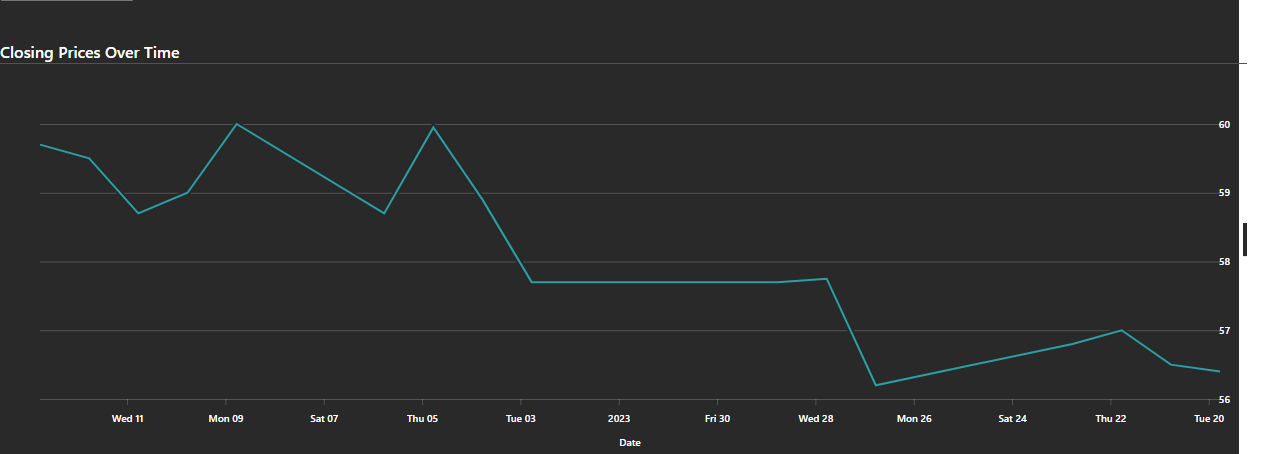 Closing Prices Over Time
60
59
58
57
56
Wed 11 Mon 09 Sat 07 Thu 05 Tue 03 2023 Fri 30 Wed 28 Mon 26 Sat 24 Thu 22 Tue 20
Date